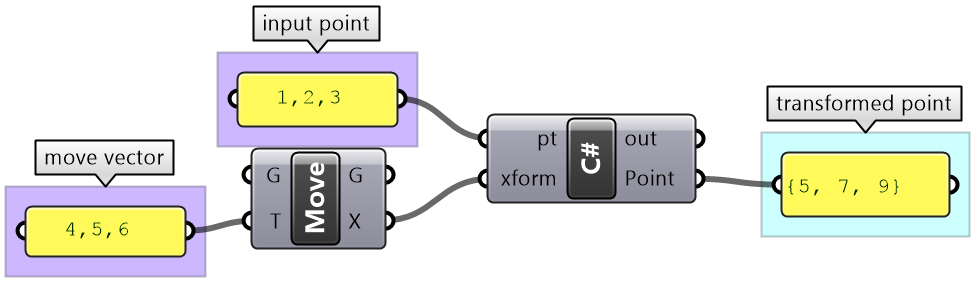 input point
1,2,3
move vector
4,5,6
G
Move
G
T
X
pt
C#
out
xform
Point
transformed point
{5, 7, 9}